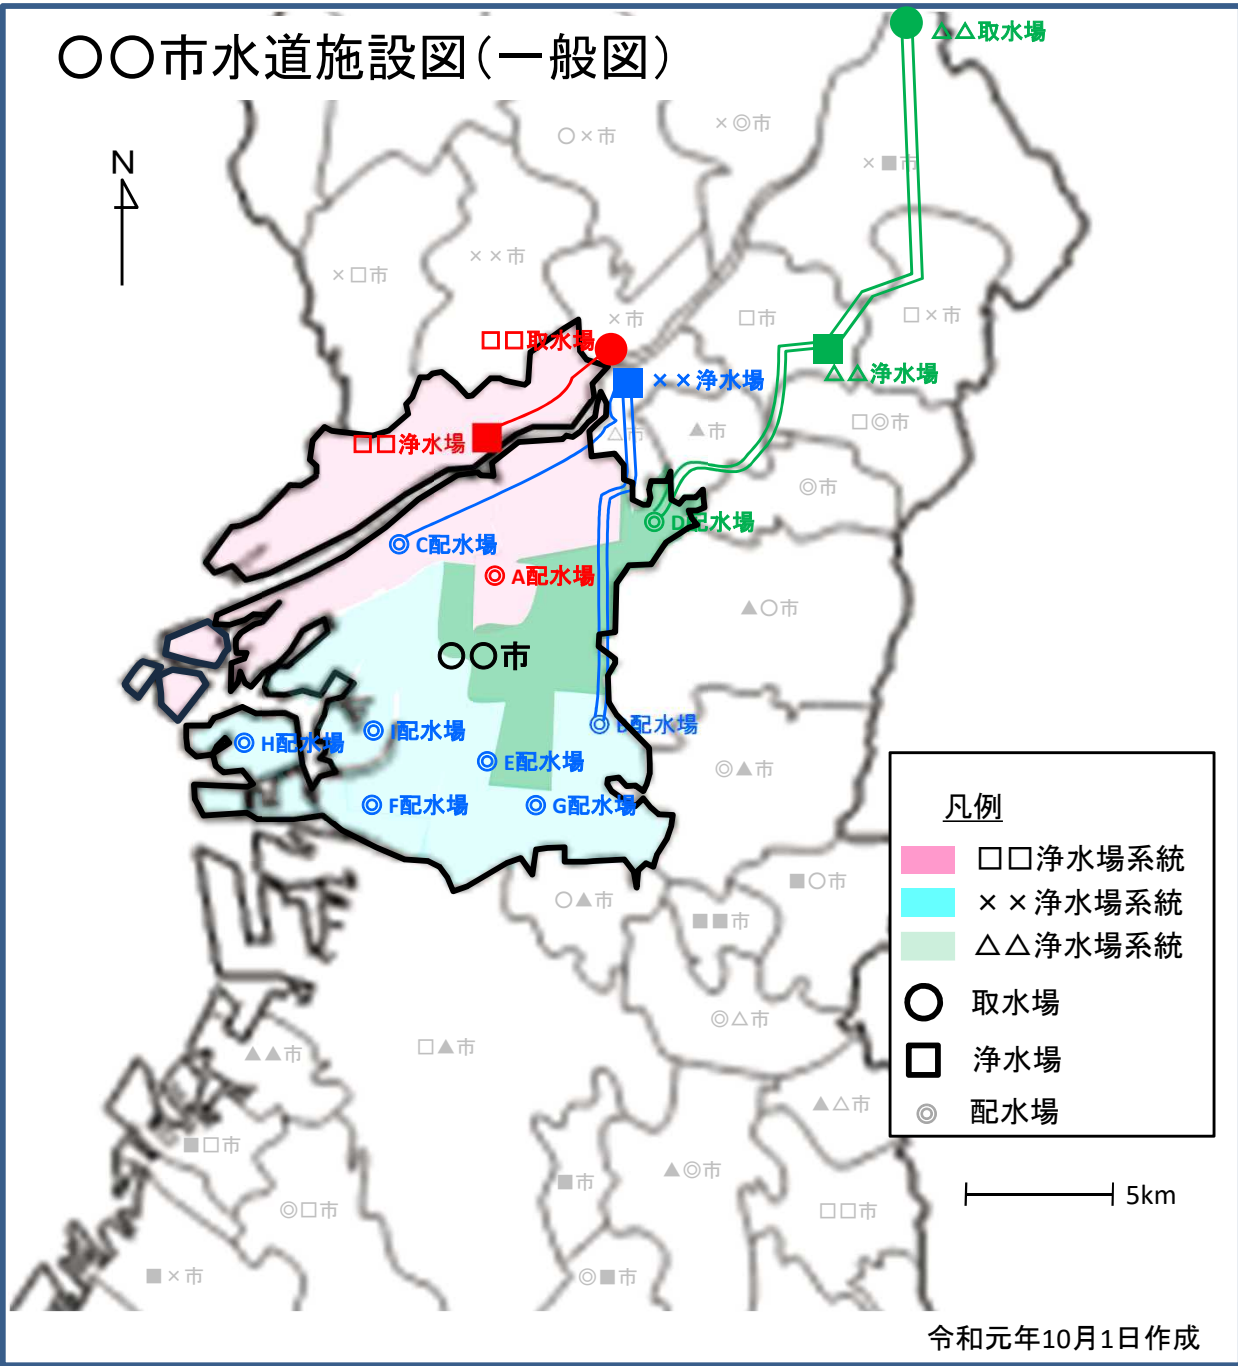 〇〇市水道施設図（一般図）
△△取水場
N
○×市
×◎市
×■市
××市
×□市
×市
□市
□×市
□□取水場
△△浄水場
××浄水場
□◎市
□□浄水場
△市
▲市
◎市
D配水場
C配水場
A配水場
▲○市
〇〇市
B配水場
I配水場
H配水場
E配水場
◎▲市
F配水場
G配水場
凡例
□□浄水場系統
××浄水場系統
△△浄水場系統
取水場
浄水場
配水場
■○市
○▲市
■■市
◎△市
□▲市
▲▲市
▲△市
■□市
▲◎市
■市
◎□市
□□市
5km
■×市
◎■市
令和元年10月1日作成